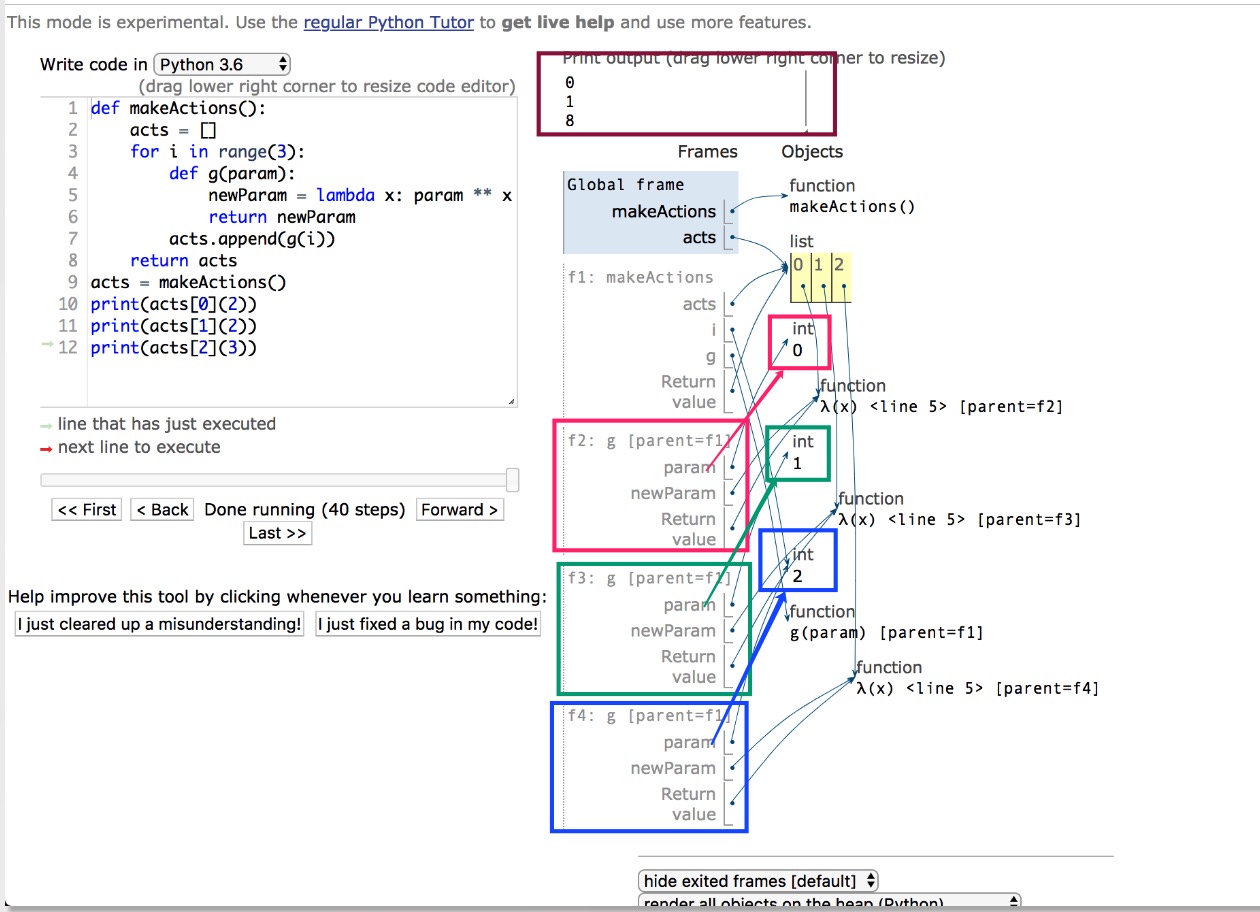 This mode is experimental. Use the regular Python Tutor to get live help and use more features.
Write code in Python 3.6
(drag lower right corner to resize code editor)
1 def makeActions():
2 acts = []
3 for i in range(3):
4 def g(param):
5 newParam = lambda x: param ** x
6 return newParam
7 acts.append(g(i))
8 return acts
9 acts = makeActions()
10 print(acts[0](2))
11 print(acts[1](2))
12 print(acts[2](3))
line that has just executed
next line to execute
<< First < Back Done running (40 steps) Forward >
Last >>
Help improve this tool by clicking whenever you learn something:
I just cleared up a misunderstanding! I just fixed a bug in my code!
Print output (drag lower right corner to resize)
0
1
8
Frames Objects
Global frame
makeActions
acts
f1: makeActions
acts
i
g
Return
value
f2: g [parent=f1]
param
newParam
Return
value
f3: g [parent=f1]
param
newParam
Return
value
f4: g [parent=f1]
param
newParam
Return
value
function
makeActions()
list
0 1 2
int
0
function
λ(x) <line 5> [parent=f2]
int
1
function
λ(x) <line 5> [parent=f3]
int
2
function
g(param) [parent=f1]
function
λ(x) <line 5> [parent=f4]
hide exited frames [default]
render all objects on the heap (Python)